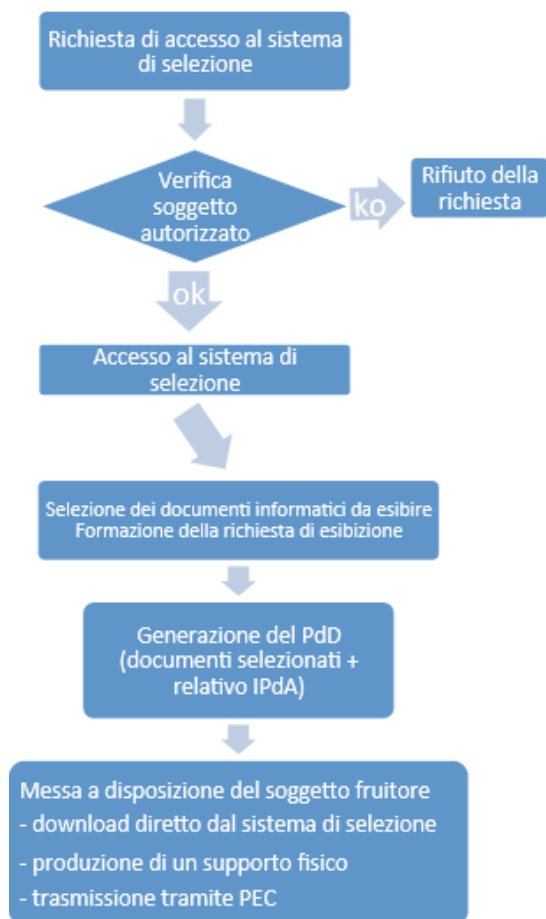 Richiesta di accesso al sistema
di selezione
Verifica
soggetto
autorizzato
ko
Rifiuto della
richiesta
ok
Accesso al sistema di
selezione
Selezione dei documenti informatici da esibire
Formazione della richiesta di esibizione
Generazione del PdD
(documenti selezionati +
relativo IPdA)
Messa a disposizione del soggetto fruitore
- download diretto dal sistema di selezione
- produzione di un supporto fisico
- trasmissione tramite PEC